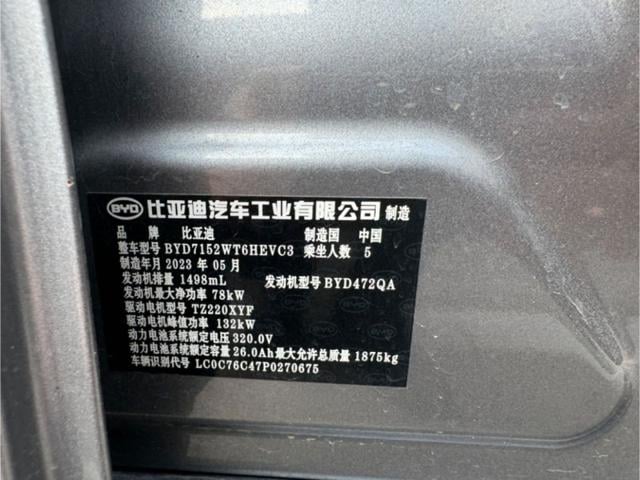 BYD 比亚迪汽车工业有限公司 制造
品 牌 比亚迪 制造国 中国
整车型号 BYD7152WT6HEVC3 乘坐人数 5
制造年月 2023 年 05 月
发动机排量 1498mL 发动机型号 BYD472QA
发动机最大净功率 78kW
驱动电机型号 TZ220XYF
驱动电机峰值功率 132kW
动力电池系统额定电压 320.0V
动力电池系统额定容量 26.0Ah 最大允许总质量 1875kg
车辆识别代号 LC0C76C47P0270675